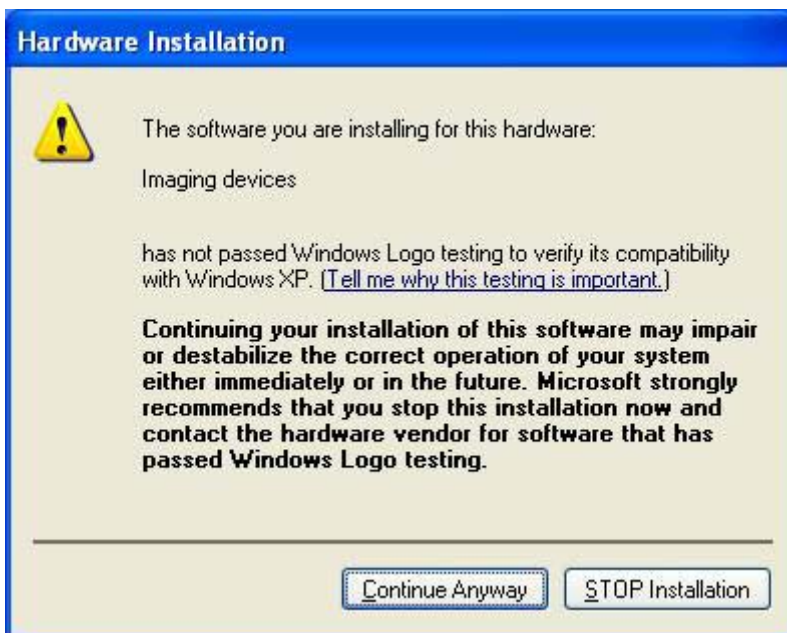 Hardware Installation
The software you are installing for this hardware:
Imaging devices
has not passed Windows Logo testing to verify its compatibility
with Windows XP. (Tell me why this testing is important.)
Continuing your installation of this software may impair
or destabilize the correct operation of your system
either immediately or in the future. Microsoft strongly
recommends that you stop this installation now and
contact the hardware vendor for software that has
passed Windows Logo testing.
Continue Anyway
STOP Installation